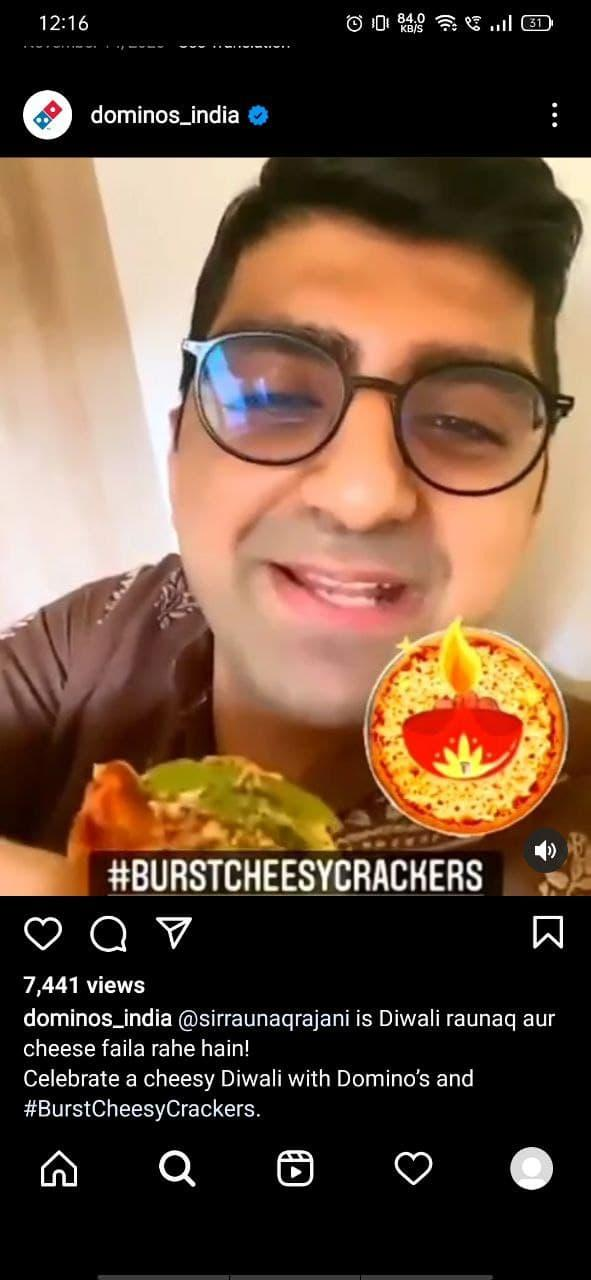 12:16
84.0
KB/S
31
dominos_india
#BURSTCHEESYCRACKERS
7,441 views
dominos_india @sirraunaqrajani is Diwali raunaq aur
cheese faila rahe hain!
Celebrate a cheesy Diwali with Domino’s and
#BurstCheesyCrackers.